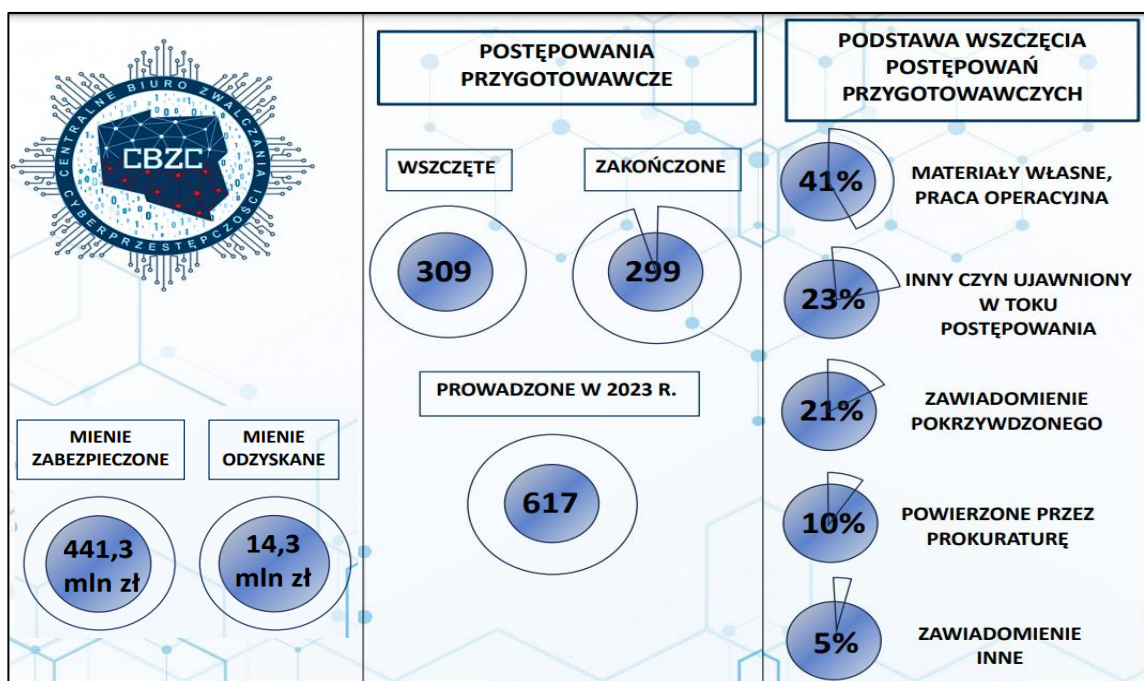 CENTRALNE BIURO ZWALCZANIA
CYBERPRZESTĘPCZOŚCI
CBZC
MIENIE
ZABEZPIECZONE
441,3
mln zł
MIENIE
ODZYSKANE
14,3
mln zł
POSTĘPOWANIA
PRZYGOTOWAWCZE
WSZCZĘTE
309
ZAKOŃCZONE
299
PROWADZONE W 2023 R.
617
PODSTAWA WSZCZĘCIA
POSTĘPOWAŃ
PRZYGOTOWAWCZYCH
41%
MATERIAŁY WŁASNE,
PRACA OPERACYJNA
23%
INNY CZYN UJAWNIONY
W TOKU
POSTĘPOWANIA
21%
ZAWIADOMIENIE
POKRZYWDZONEGO
10%
POWIERZONE PRZEZ
PROKURATURĘ
5%
ZAWIADOMIENIE
INNE